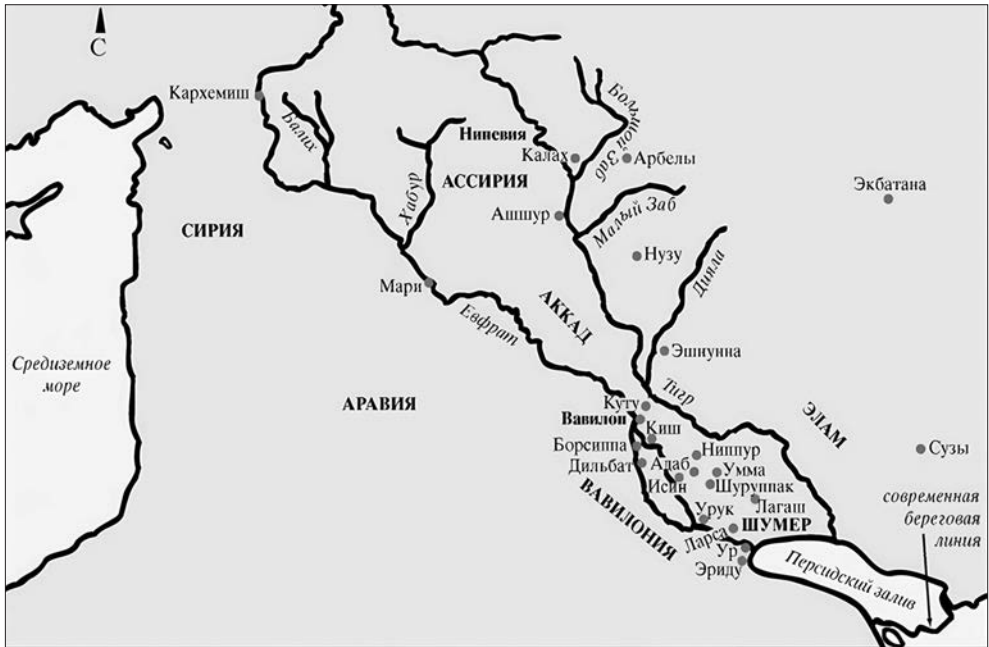 С
Кархемиш
Балих
Большой Заб
Ниневия
Калах
Арбелы
АССИРИЯ
Хабур
Экбатана
Ашшур
Малый Заб
СИРИЯ
Нузу
Дияла
Мари
АККАД
Евфрат
Эшнунна
Средиземное
море
Тигр
АРАВИЯ
Куту
Вавилон
ЭЛАМ
Киш
Борсиппа
Ниппур
Сузы
Дильбат
Адаб
Умма
Исин
Шуруппак
ВАВИЛОНИЯ
Лагаш
современная
береговая
линия
Урук
ШУМЕР
Ларса
Ур
Эриду
Персидский залив